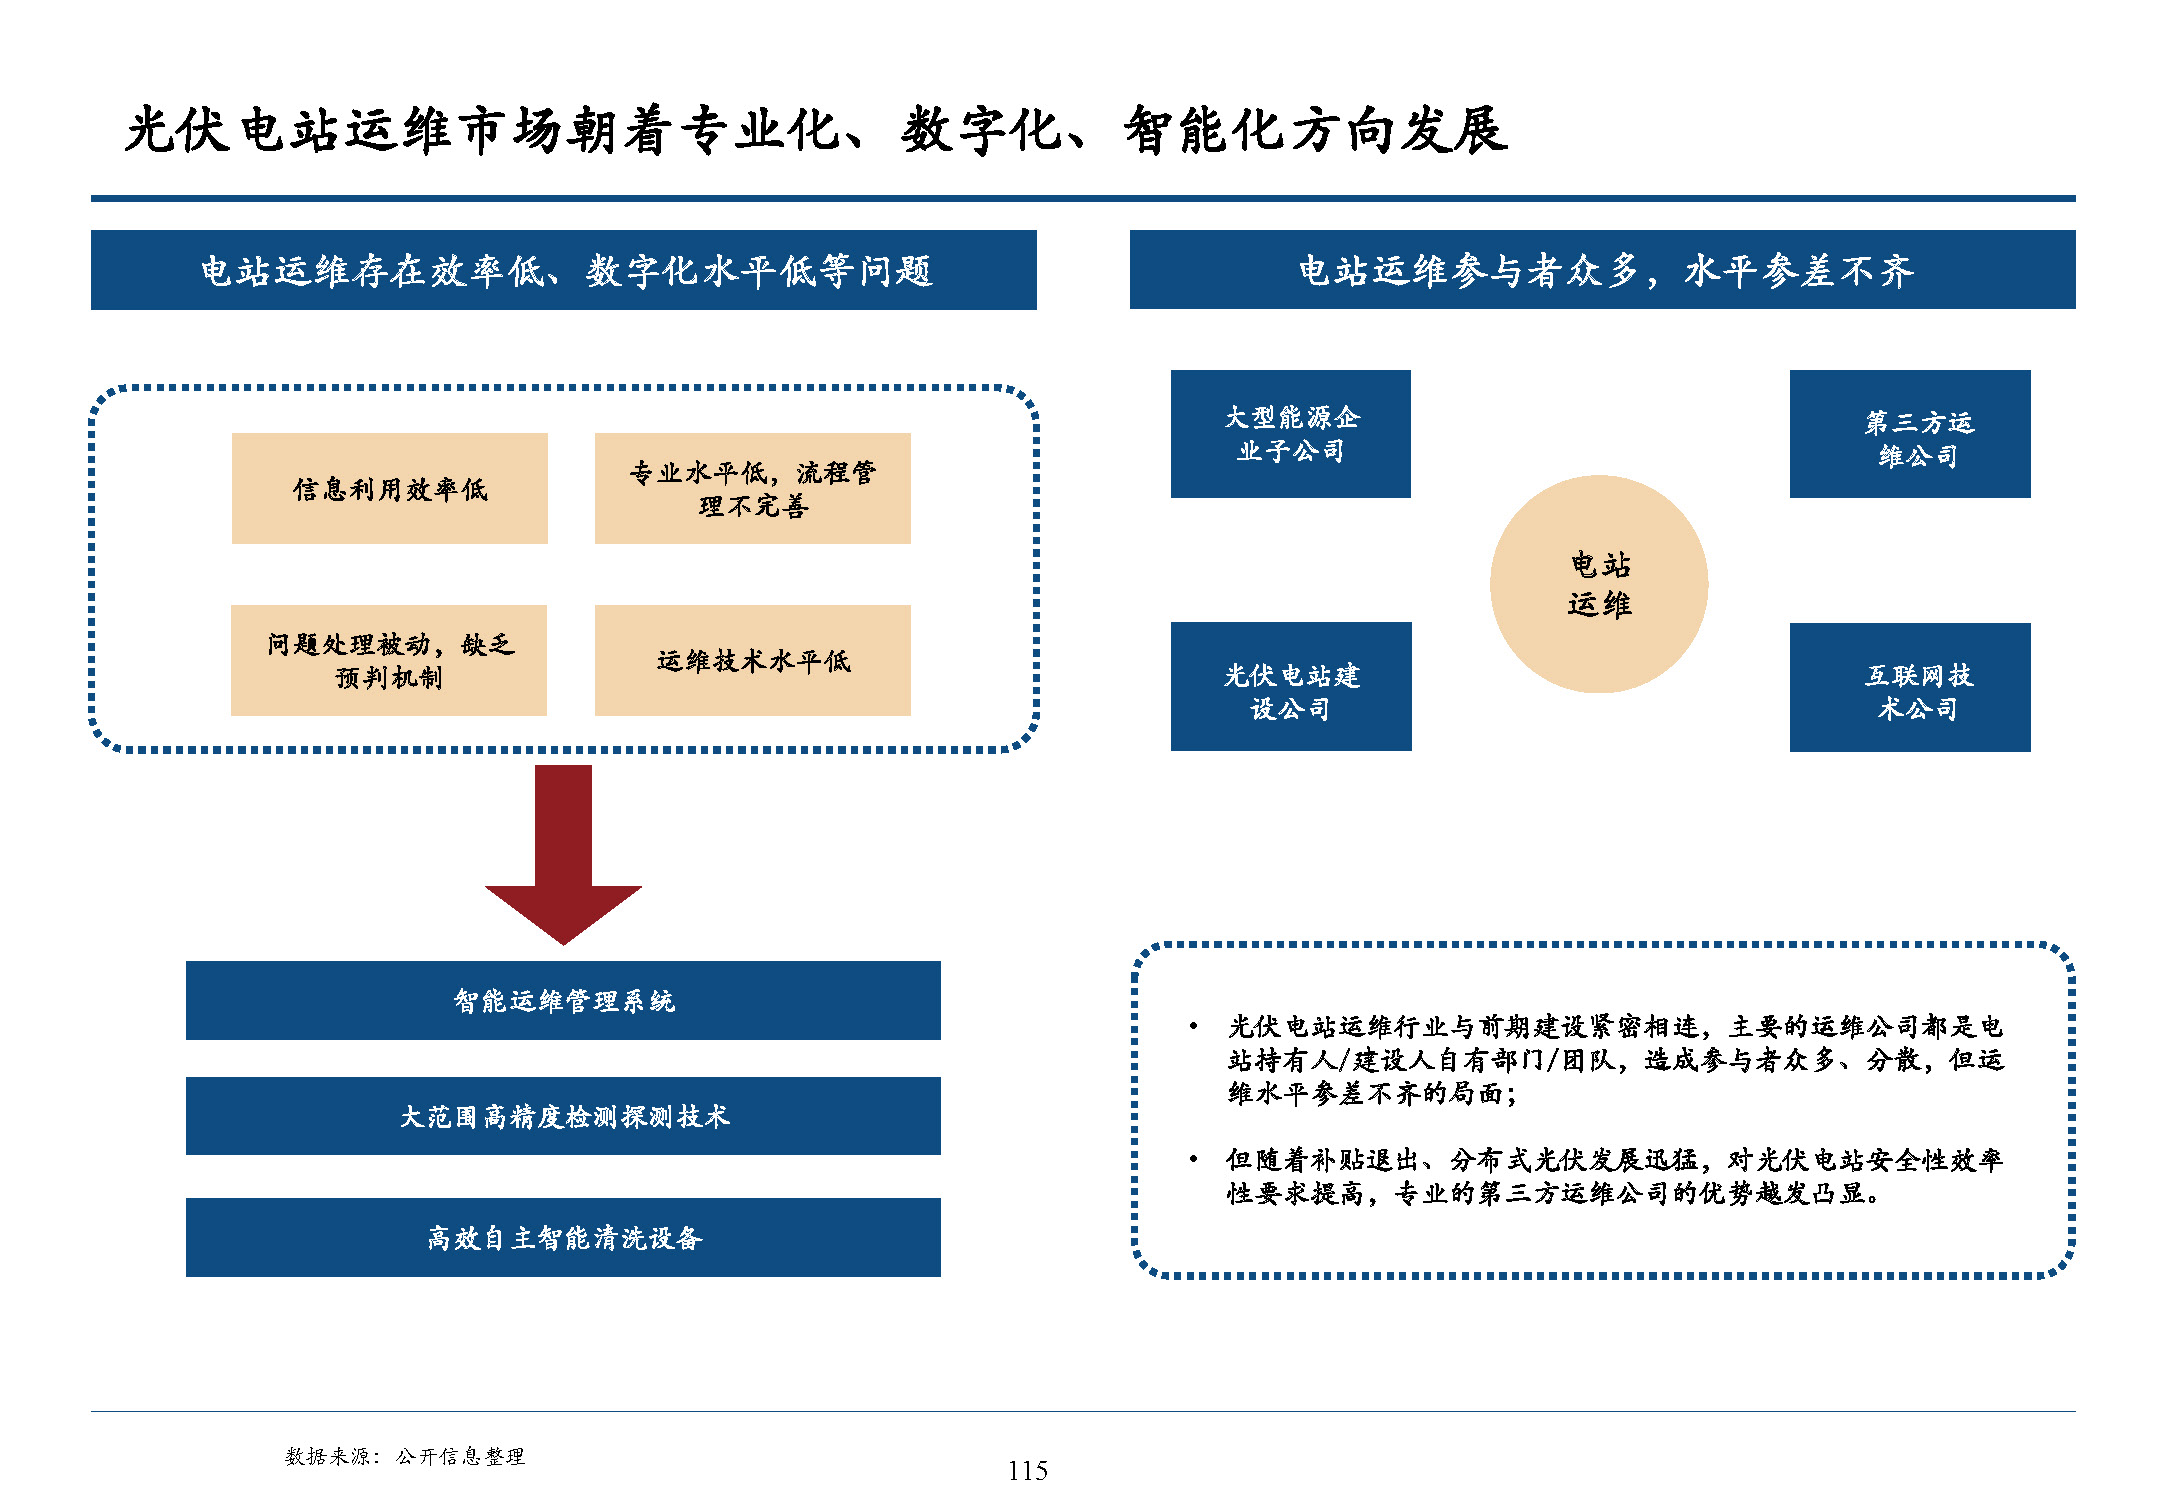 光伏电站运维市场朝着专业化、数字化、智能化方向发展
电站运维存在效率低、数字化水平低等问题
信息利用效率低
专业水平低，流程管
理不完善
问题处理被动，缺乏
预判机制
运维技术水平低
智能运维管理系统
大范围高精度检测探测技术
高效自主智能清洗设备
电站运维参与者众多，水平参差不齐
大型能源企
业子公司
第三方运
维公司
电站
运维
光伏电站建
设公司
互联网技
术公司
• 光伏电站运维行业与前期建设紧密相连，主要的运维公司都是电
站持有人/建设人自有部门/团队，造成参与者众多、分散，但运
维水平参差不齐的局面；
• 但随着补贴退出、分布式光伏发展迅猛，对光伏电站安全性效率
性要求提高，专业的第三方运维公司的优势越发凸显。
数据来源：公开信息整理
115